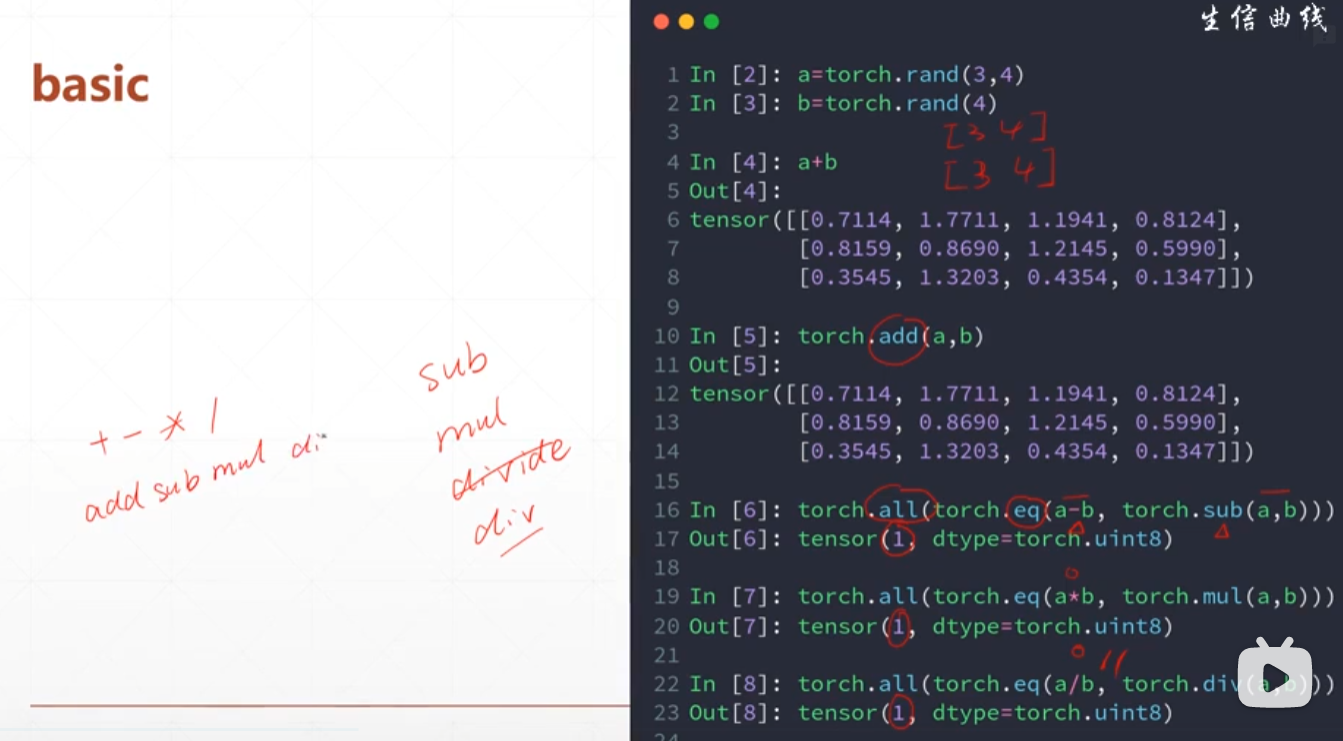 basic
+ - * /
add sub mul di
sub
mul
divide
div
生信曲线
1 In [2]: a=torch.rand(3,4)
2 In [3]: b=torch.rand(4)
3
[3 4]
4 In [4]: a+b
[3 4]
5 Out[4]:
6 tensor([[0.7114, 1.7711, 1.1941, 0.8124],
7 [0.8159, 0.8690, 1.2145, 0.5990],
8 [0.3545, 1.3203, 0.4354, 0.1347]])
9
10 In [5]: torch.add(a,b)
11 Out[5]:
12 tensor([[0.7114, 1.7711, 1.1941, 0.8124],
13 [0.8159, 0.8690, 1.2145, 0.5990],
14 [0.3545, 1.3203, 0.4354, 0.1347]])
15
16 In [6]: torch.all(torch.eq(a-b, torch.sub(a,b)))
17 Out[6]: tensor(1, dtype=torch.uint8)
18
19 In [7]: torch.all(torch.eq(a*b, torch.mul(a,b)))
20 Out[7]: tensor(1, dtype=torch.uint8)
21
//
22 In [8]: torch.all(torch.eq(a/b, torch.div(a,b)))
23 Out[8]: tensor(1, dtype=torch.uint8)
24